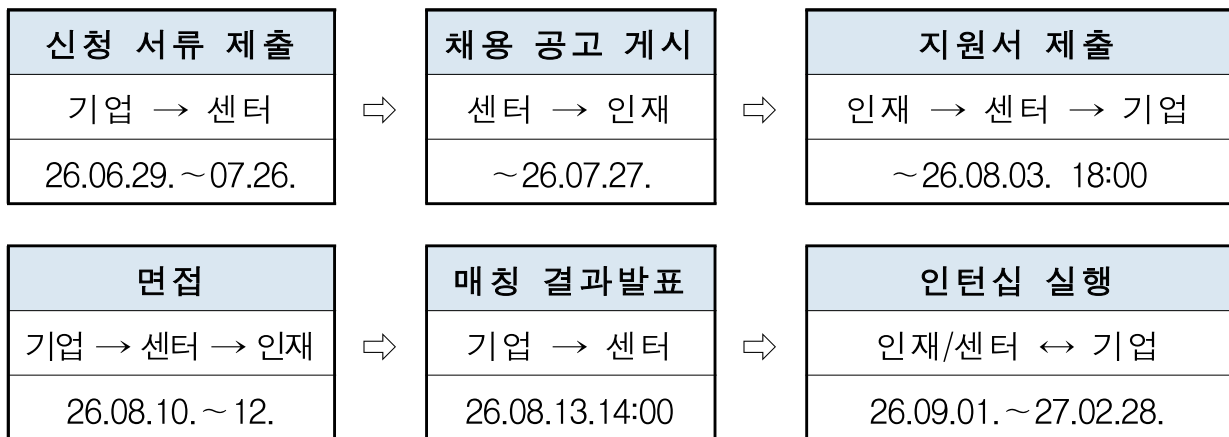 신청 서류 제출
기업 → 센터
26.06.29.~07.26.
⇨
채용 공고 게시
센터 → 인재
~26.07.27.
⇨
지원서 제출
인재 → 센터 → 기업
~26.08.03. 18:00
면접
기업 → 센터 → 인재
26.08.10.~12.
⇨
매칭 결과발표
기업 → 센터
26.08.13.14:00
⇨
인턴십 실행
인재/센터 ↔ 기업
26.09.01.~27.02.28.